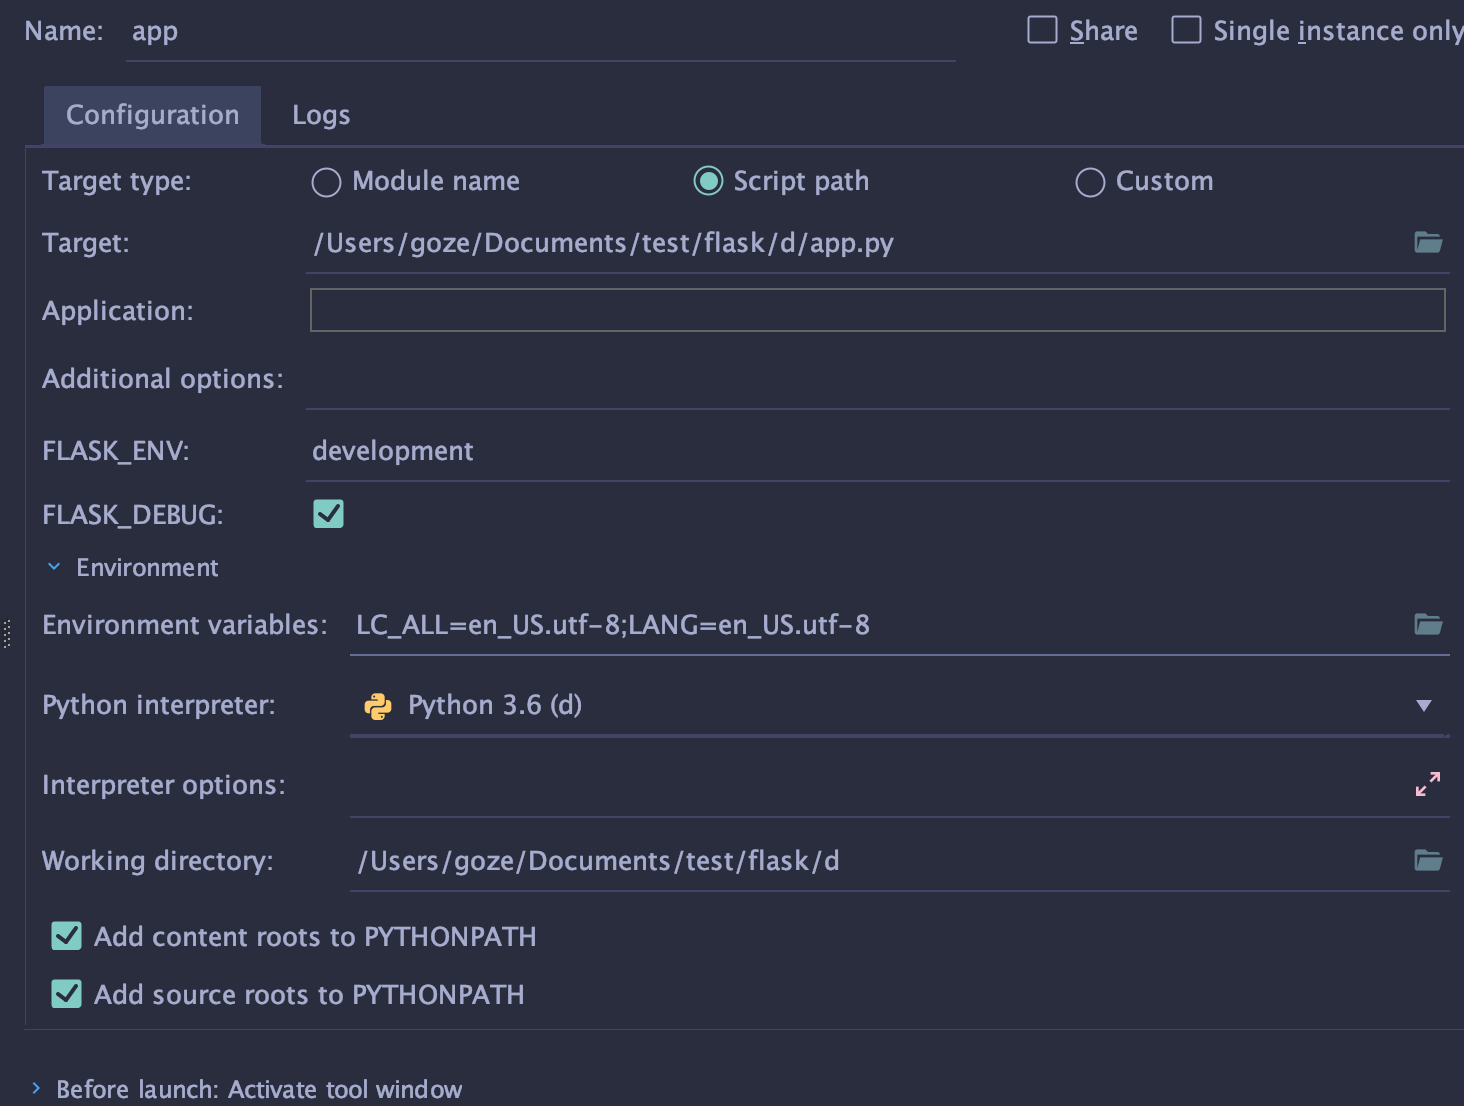 Name: app Share Single instance only
Configuration Logs
Target type: Module name Script path Custom
Target: /Users/goze/Documents/test/flask/d/app.py
Application:
Additional options:
FLASK_ENV: development
FLASK_DEBUG:
Environment
Environment variables: LC_ALL=en_US.utf-8;LANG=en_US.utf-8
Python interpreter: Python 3.6 (d)
Interpreter options:
Working directory: /Users/goze/Documents/test/flask/d
Add content roots to PYTHONPATH
Add source roots to PYTHONPATH
Before launch: Activate tool window